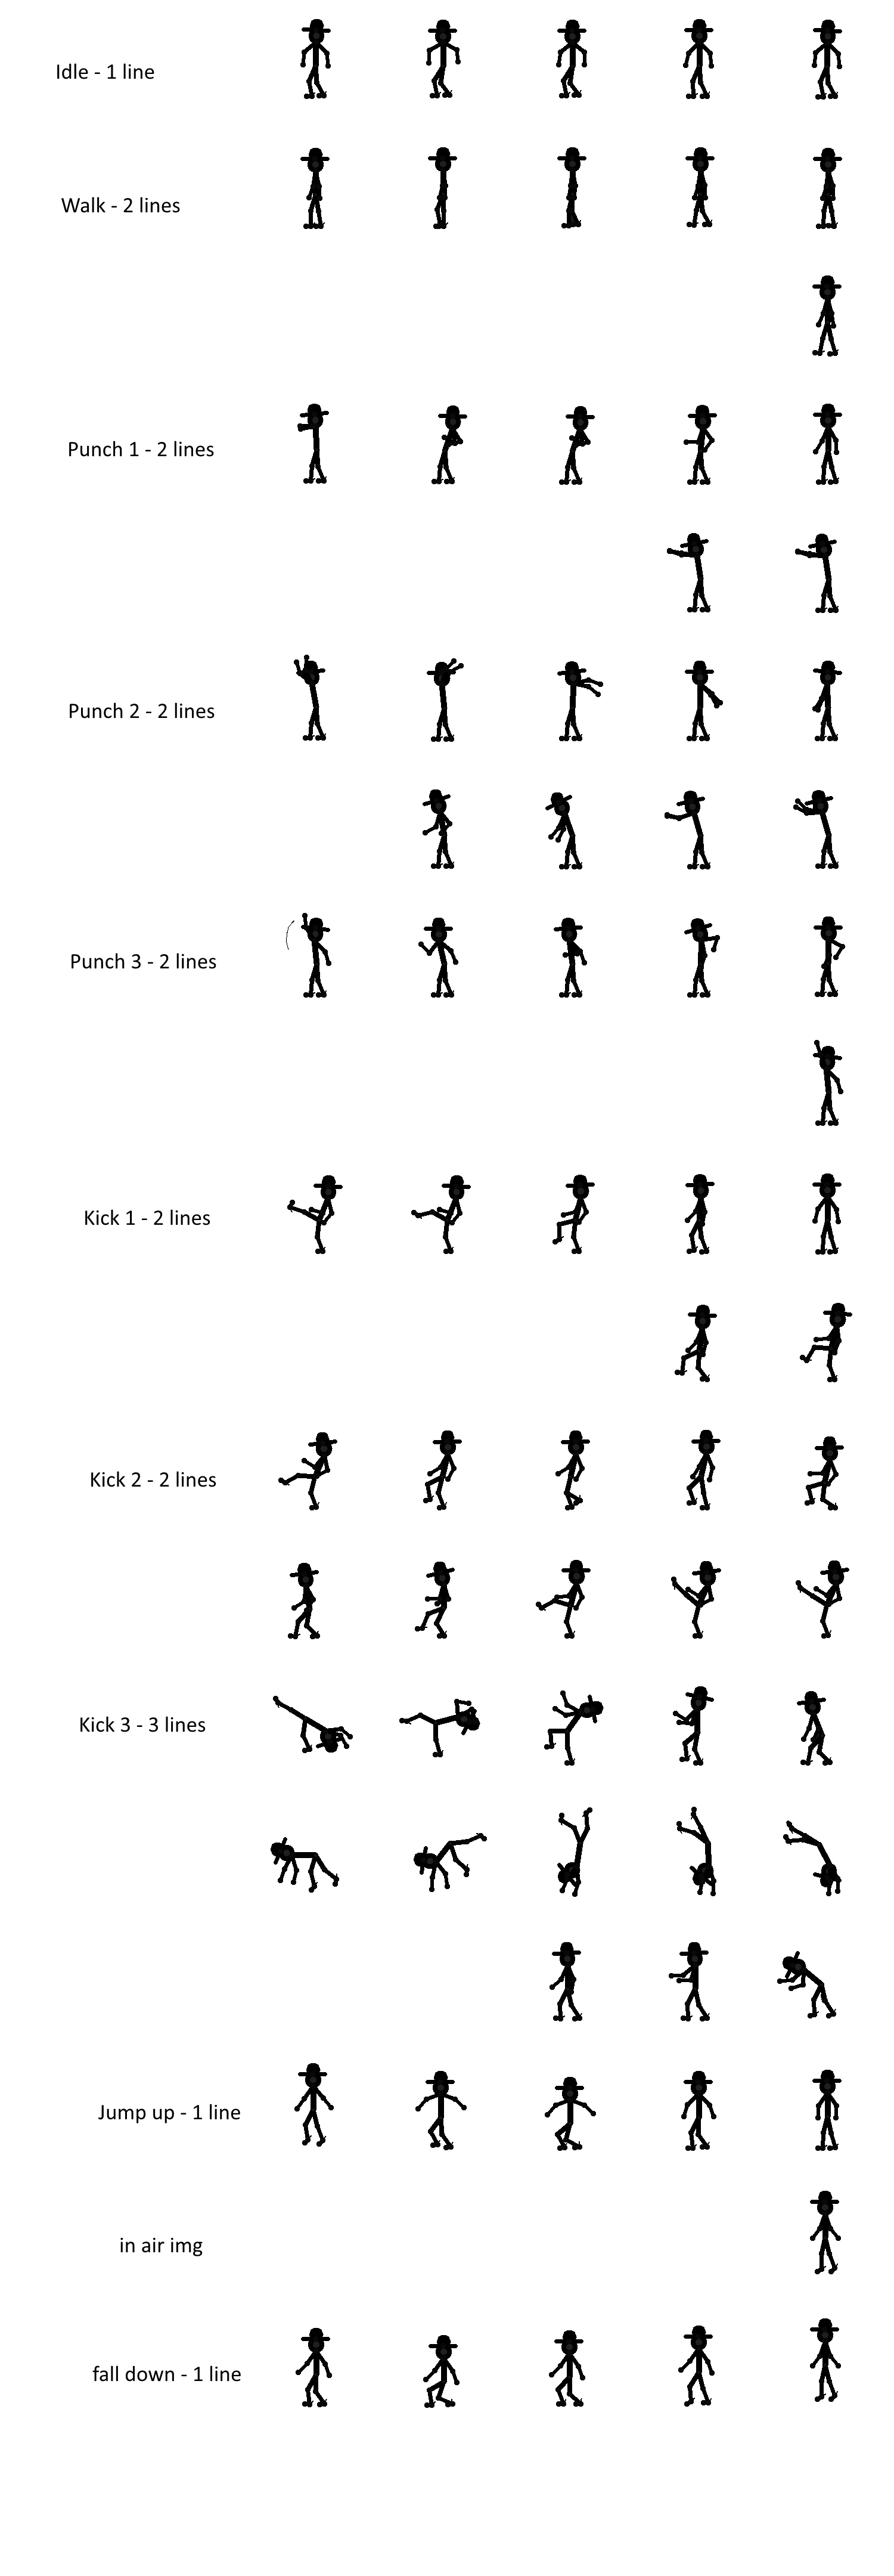 Idle - 1 line
Walk - 2 lines
Punch 1 - 2 lines
Punch 2 - 2 lines
Punch 3 - 2 lines
Kick 1 - 2 lines
Kick 2 - 2 lines
Kick 3 - 3 lines
Jump up - 1 line
in air img
fall down - 1 line